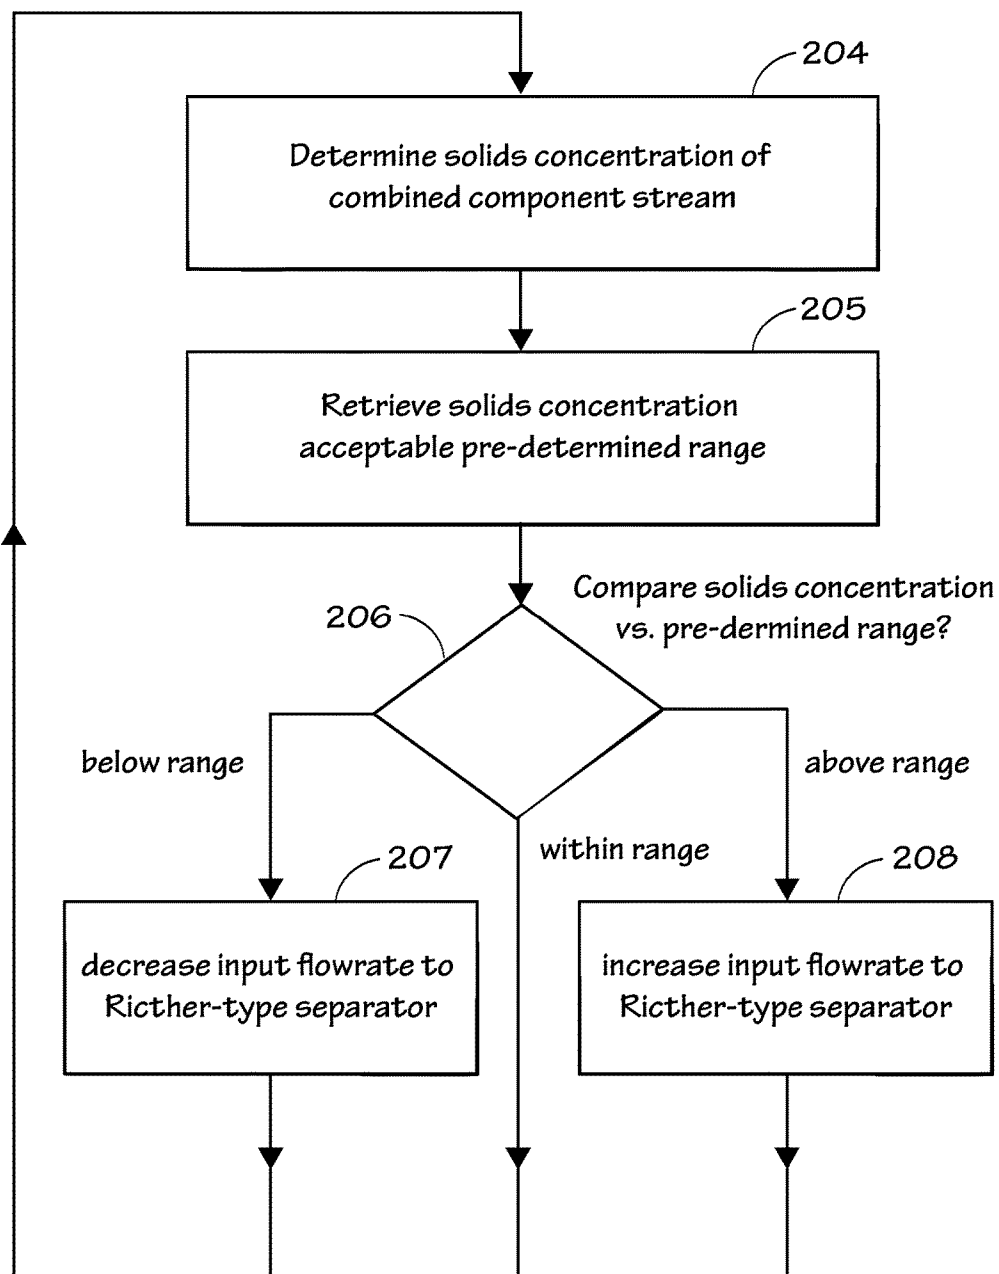 204
Determine solids concentration of
combined component stream
205
Retrieve solids concentration
acceptable pre-determined range
Compare solids concentration
vs. pre-dermined range?
206
below range
above range
within range
207
208
decrease input flowrate to
Ricther-type separator
increase input flowrate to
Ricther-type separator